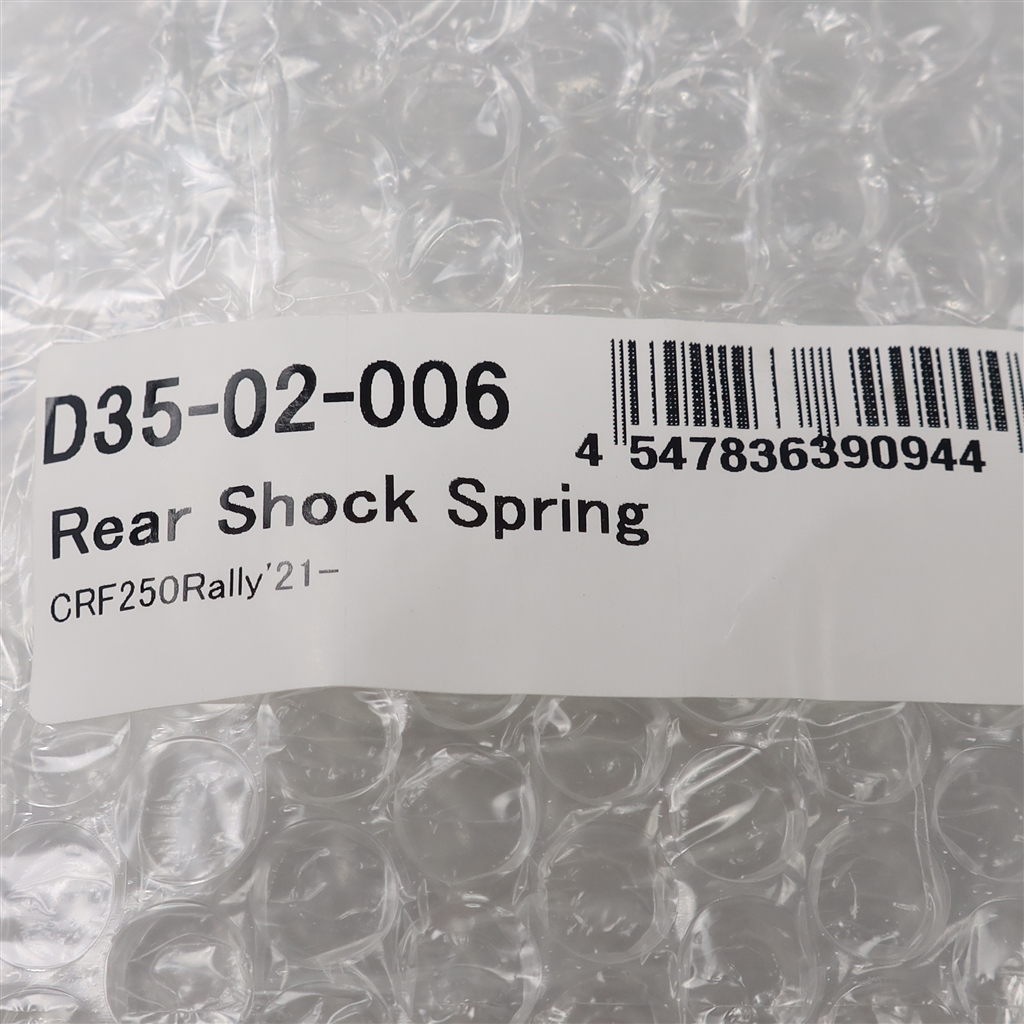 D35-02-006
4 547836390944
Rear Shock Spring
CRF250Rally'21-